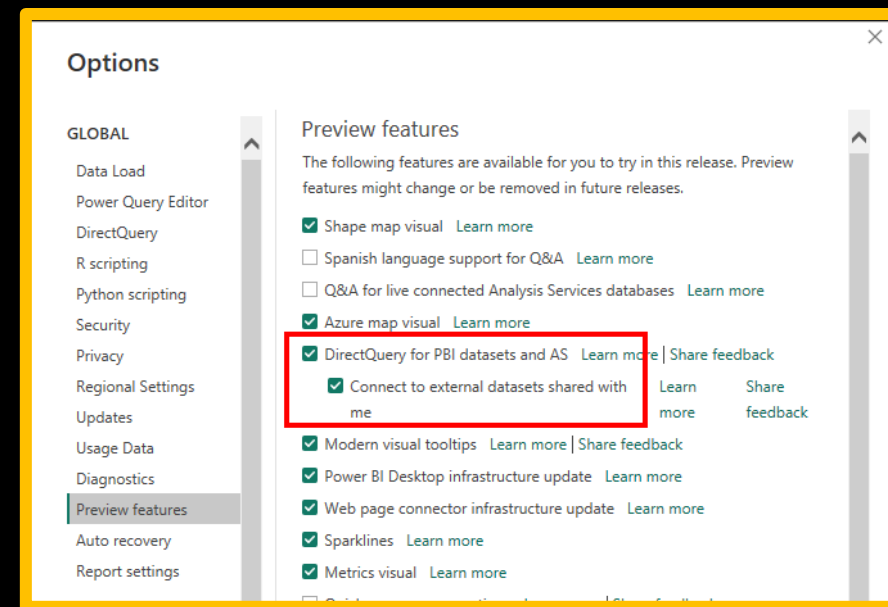 Options
GLOBAL
Data Load
Power Query Editor
DirectQuery
R scripting
Python scripting
Security
Privacy
Regional Settings
Updates
Usage Data
Diagnostics
Preview features
Auto recovery
Report settings
Preview features
The following features are available for you to try in this release. Preview
features might change or be removed in future releases.
Shape map visual Learn more
Spanish language support for Q&A Learn more
Q&A for live connected Analysis Services databases Learn more
Azure map visual Learn more
DirectQuery for PBI datasets and AS Learn more | Share feedback
Connect to external datasets shared with Learn Share
me more feedback
Modern visual tooltips Learn more | Share feedback
Power BI Desktop infrastructure update Learn more
Web page connector infrastructure update Learn more
Sparklines Learn more
Metrics visual Learn more